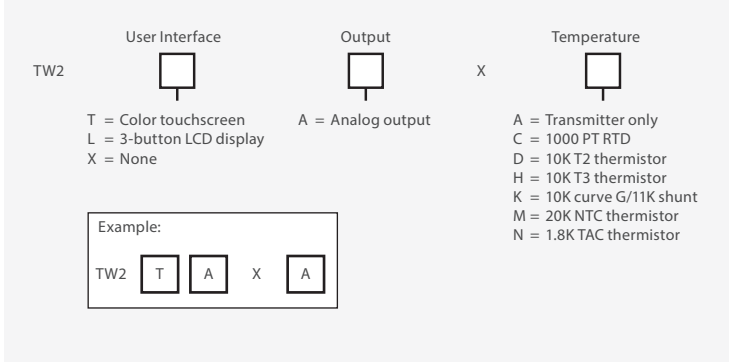 User Interface
Output
Temperature
TW2
X
T = Color touchscreen
L = 3-button LCD display
X = None
A = Analog output
A = Transmitter only
C = 1000 PT RTD
D = 10K T2 thermistor
H = 10K T3 thermistor
K = 10K curve G/11K shunt
M = 20K NTC thermistor
N = 1.8K TAC thermistor
Example:
TW2 T A X A